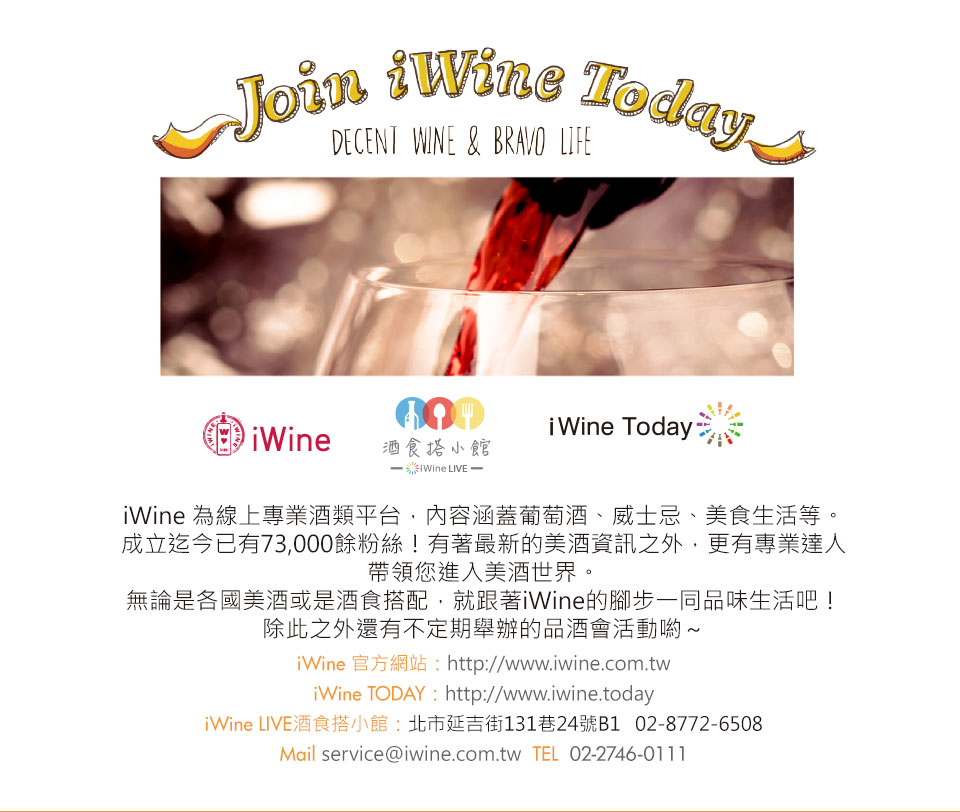 Join iWine Today
DECENT WINE & BRAVO LIFE
iWine
酒食搭小館
iWine LIVE
iWine Today
iWine 為線上專業酒類平台，內容涵蓋葡萄酒、威士忌、美食生活等。
成立迄今已有73,000餘粉絲！有著最新的美酒資訊之外，更有專業達人
帶領您進入美酒世界。
無論是各國美酒或是酒食搭配，就跟著iWine的腳步一同品味生活吧！
除此之外還有不定期舉辦的品酒會活動喲~
iWine 官方網站：http://www.iwine.com.tw
iWine TODAY：http://www.iwine.today
iWine LIVE酒食搭小館：北市延吉街131巷24號B1 02-8772-6508
Mail service@iwine.com.tw TEL 02-2746-0111